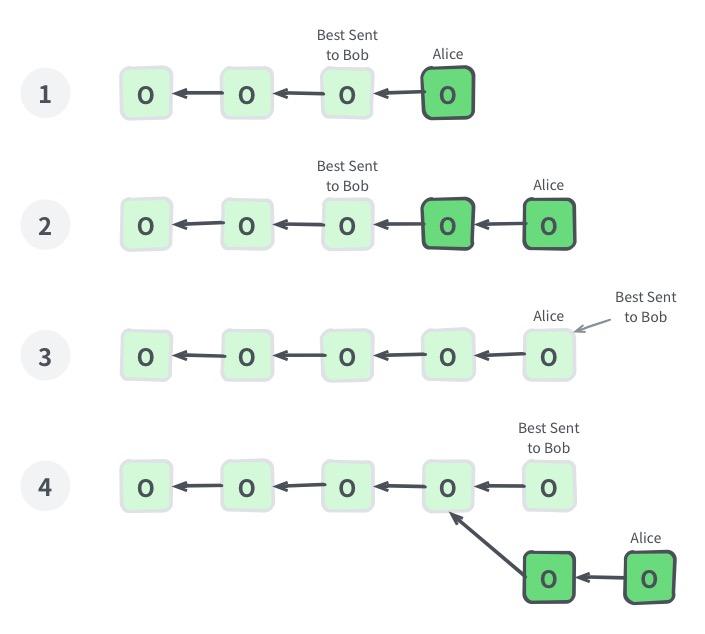 Best Sent
to Bob
Alice
1
O O O O
Best Sent
to Bob
Alice
2
O O O O O
Best Sent
to Bob
Alice
3
O O O O O
Best Sent
to Bob
4
O O O O O
Alice
O O